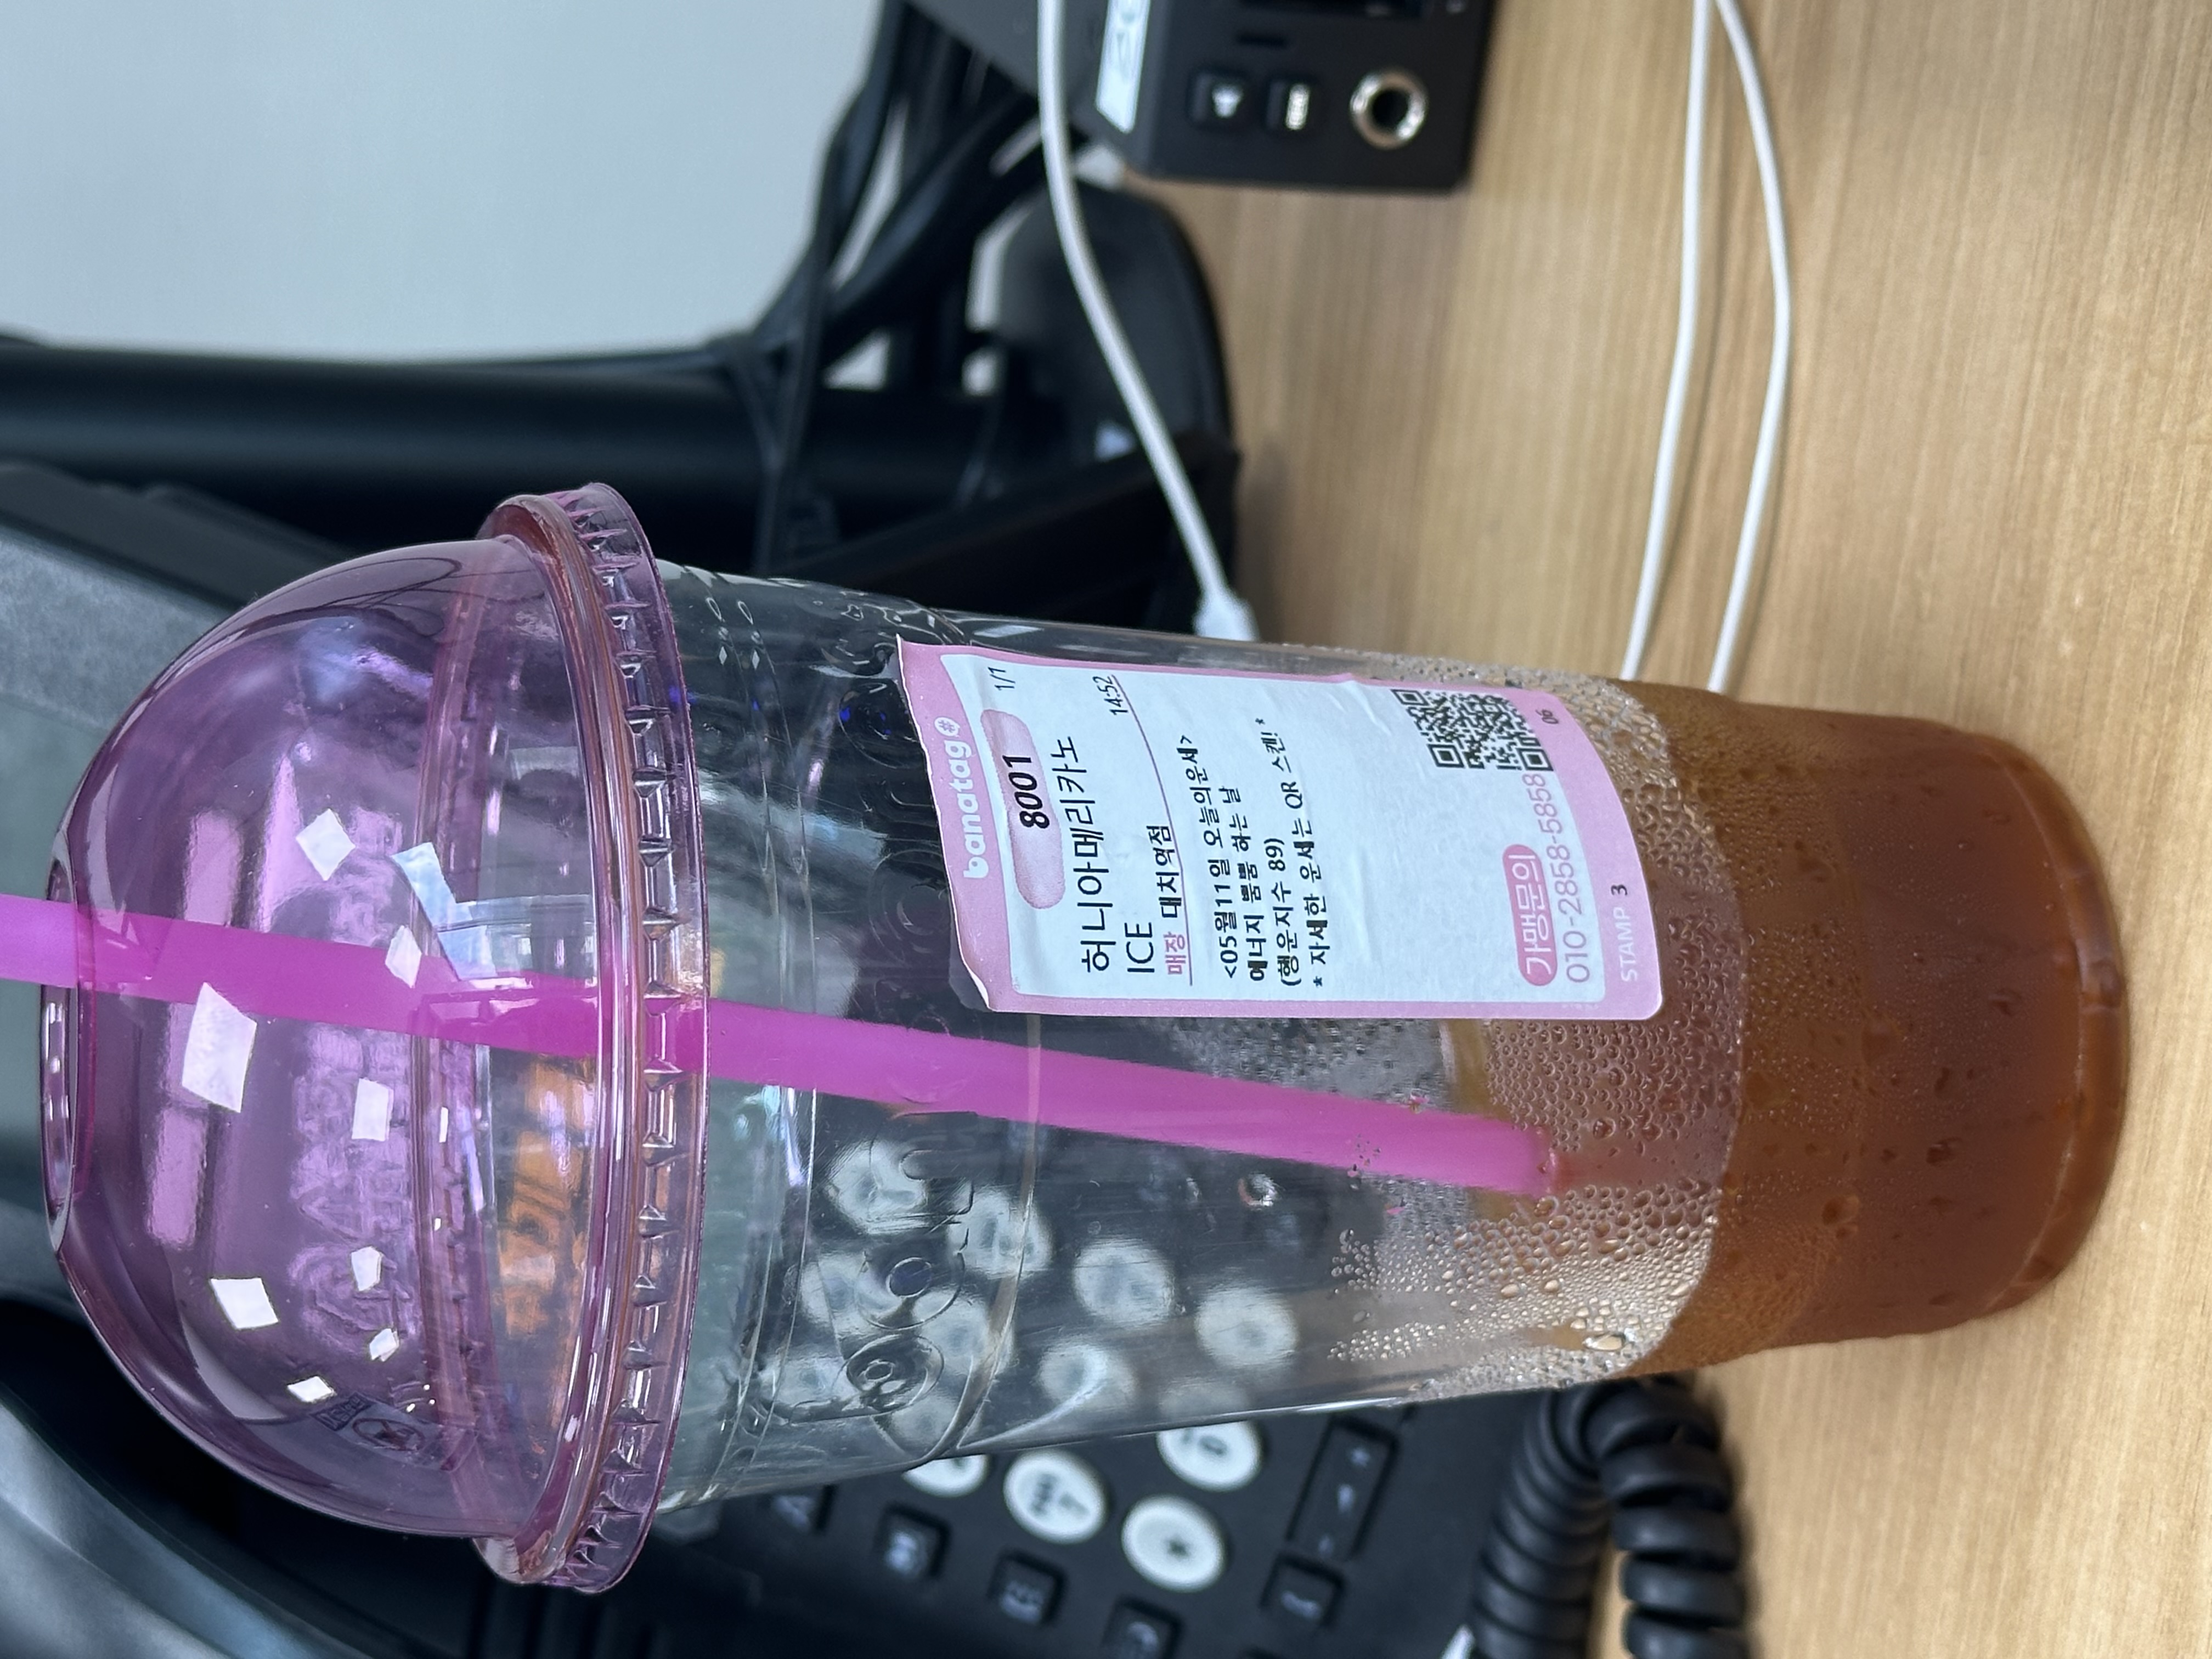 banatag#
8001
1/1
허니아메리카노
ICE
14:52
매장 대치역점
<05월11일 오늘의운세>
에너지 뿜뿜 하는 날
(행운지수 89)
* 자세한 운세는 QR 스캔! *
가맹문의
010-2858-5858
06
STAMP 3